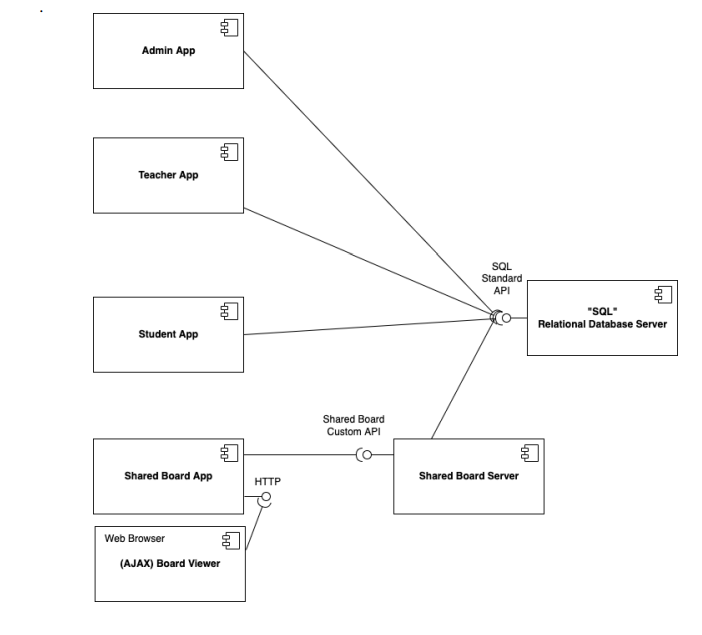 Admin App
Teacher App
SQL
Standard
API
"SQL"
Relational Database Server
Student App
Shared Board
Custom API
Shared Board App
HTTP
Shared Board Server
Web Browser
(AJAX) Board Viewer